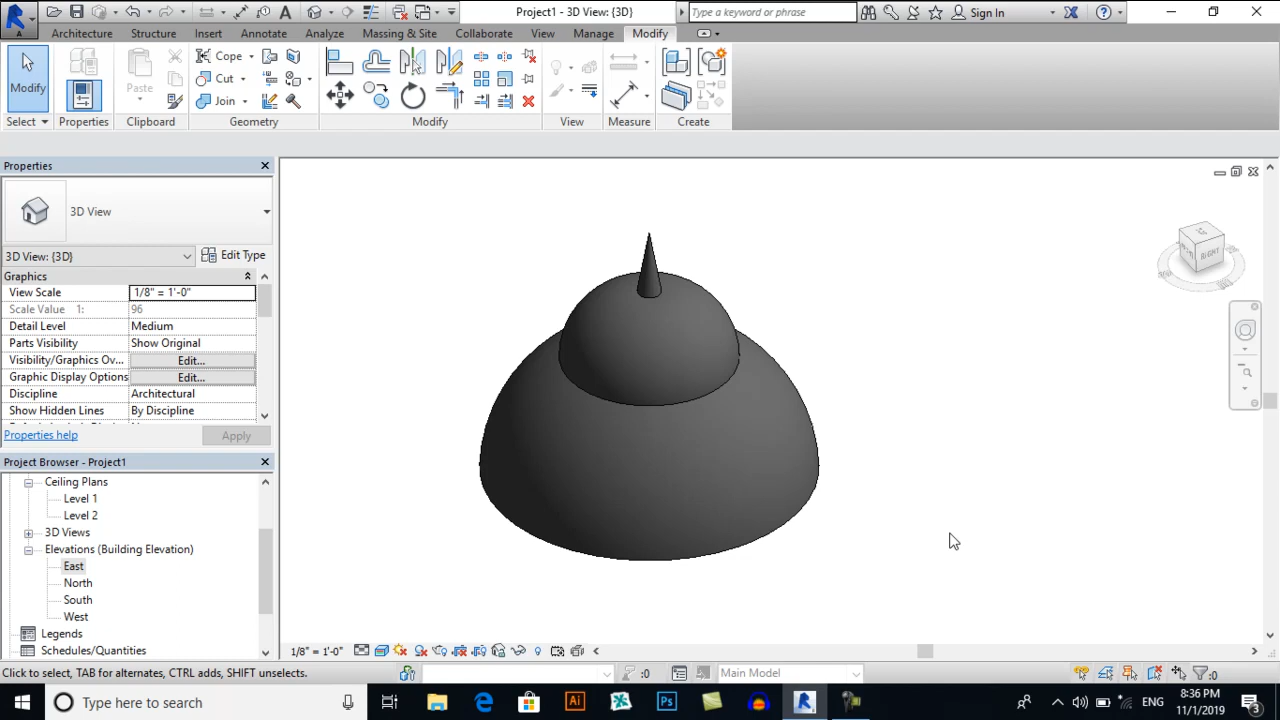 Project1 - 3D View: {3D}
Type a keyword or phrase
Sign In
Architecture Structure Insert Annotate Analyze Massing & Site Collaborate View Manage Modify
Modify
Paste
Cope
Cut
Join
Select Properties Clipboard Geometry Modify View Measure Create
Properties
3D View
3D View: {3D}
Edit Type
Graphics
View Scale 1/8" = 1'-0"
Scale Value 1: 96
Detail Level Medium
Parts Visibility Show Original
Visibility/Graphics Ov... Edit...
Graphic Display Options Edit...
Discipline Architectural
Show Hidden Lines By Discipline
Properties help
Apply
Project Browser - Project1
Ceiling Plans
Level 1
Level 2
3D Views
Elevations (Building Elevation)
East
North
South
West
Legends
Schedules/Quantities
RIGHT
1/8" = 1'-0"
Click to select, TAB for alternates, CTRL adds, SHIFT unselects.
:0
Main Model
:0
Type here to search
Ai
Ps
ENG
8:36 PM
11/1/2019
3